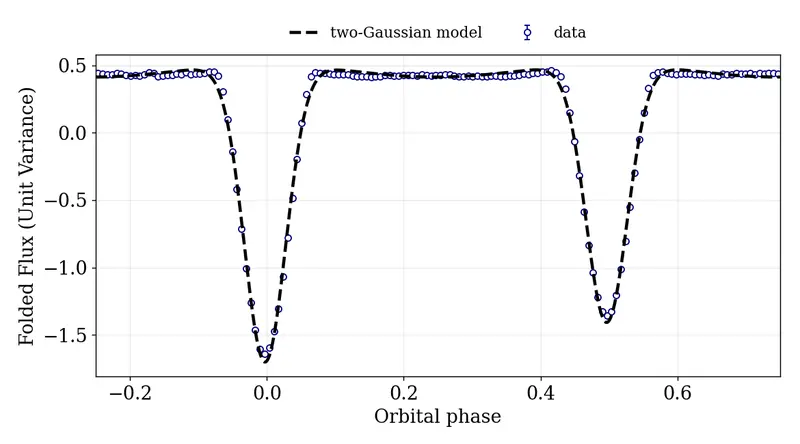 two-Gaussian model
data
Folded Flux (Unit Variance)
0.5
0.0
−0.5
−1.0
−1.5
−0.2
0.0
0.2
0.4
0.6
Orbital phase